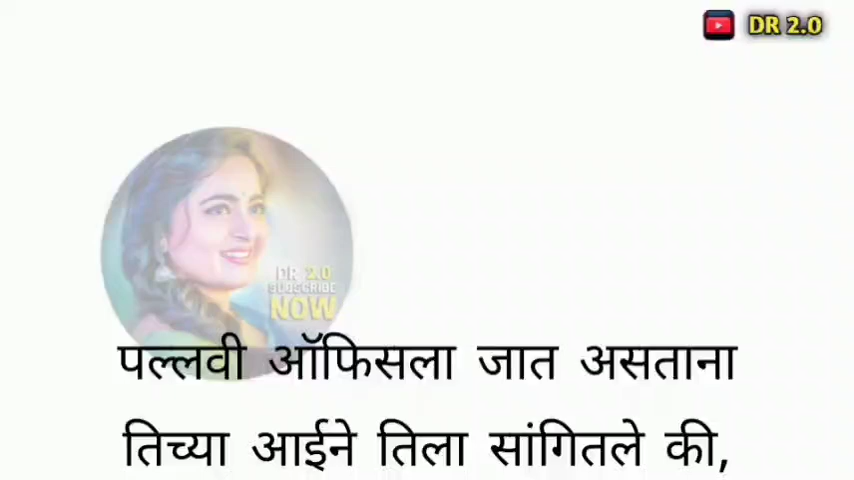 DR 2.0
DR 2.0
SUBSCRIBE
NOW
पल्लवी ऑफिसला जात असताना
तिच्या आईने तिला सांगितले की,